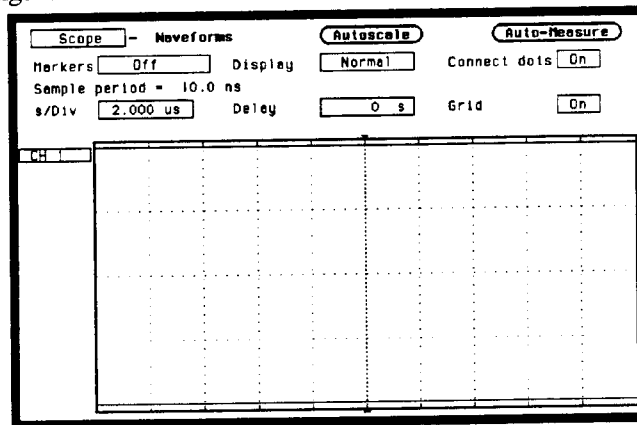 Scope - Waveforms Autoscale Auto-Measure
Markers Off Display Normal Connect dots On
Sample period = 10.0 ns
s/Div 2.000 us Delay 0 s Grid On
CH 1